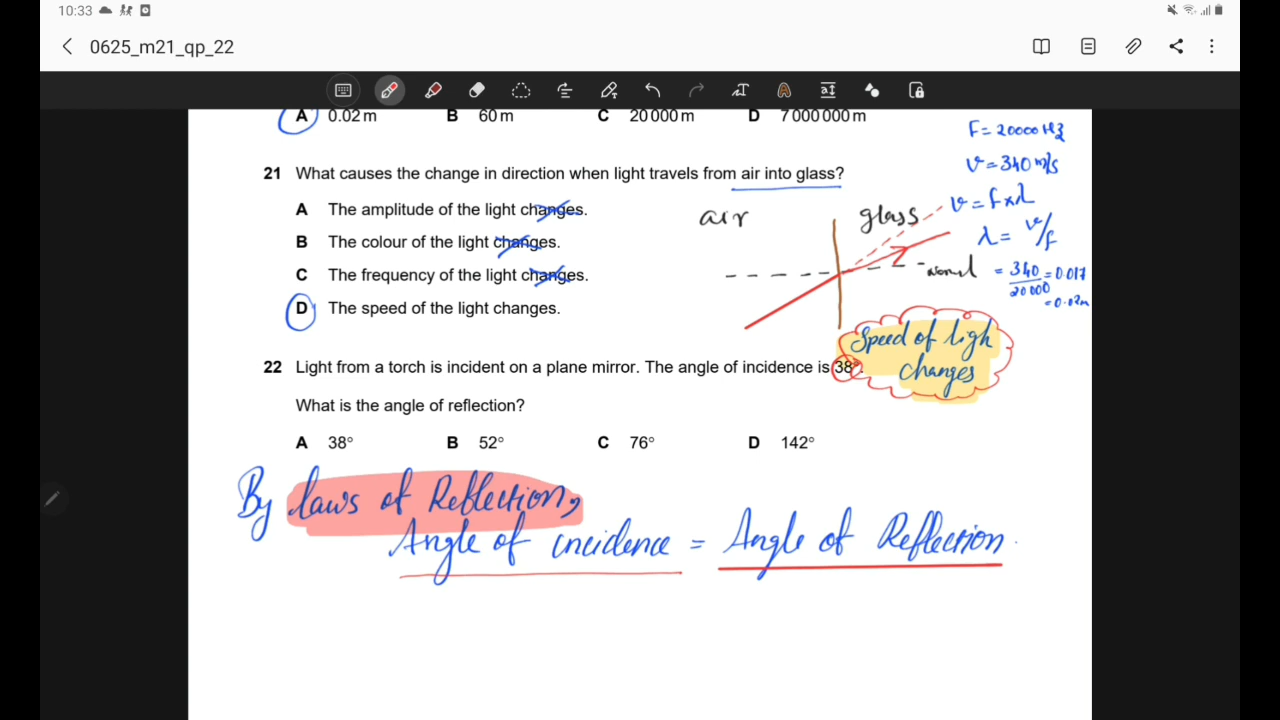 10:33
0625_m21_qp_22
A 0.02 m B 60 m C 20 000 m D 7 000 000 m
F = 20000 Hz
v = 340 m/s
v = f x λ
λ = v/f
= 340/20000 = 0.017
= 0.02m
21 What causes the change in direction when light travels from air into glass?
A The amplitude of the light changes.
B The colour of the light changes.
C The frequency of the light changes.
D The speed of the light changes.
air glass
normal
Speed of ligh
changes
22 Light from a torch is incident on a plane mirror. The angle of incidence is 38°.
What is the angle of reflection?
A 38° B 52° C 76° D 142°
By laws of Reflection,
Angle of incidence = Angle of Reflection.